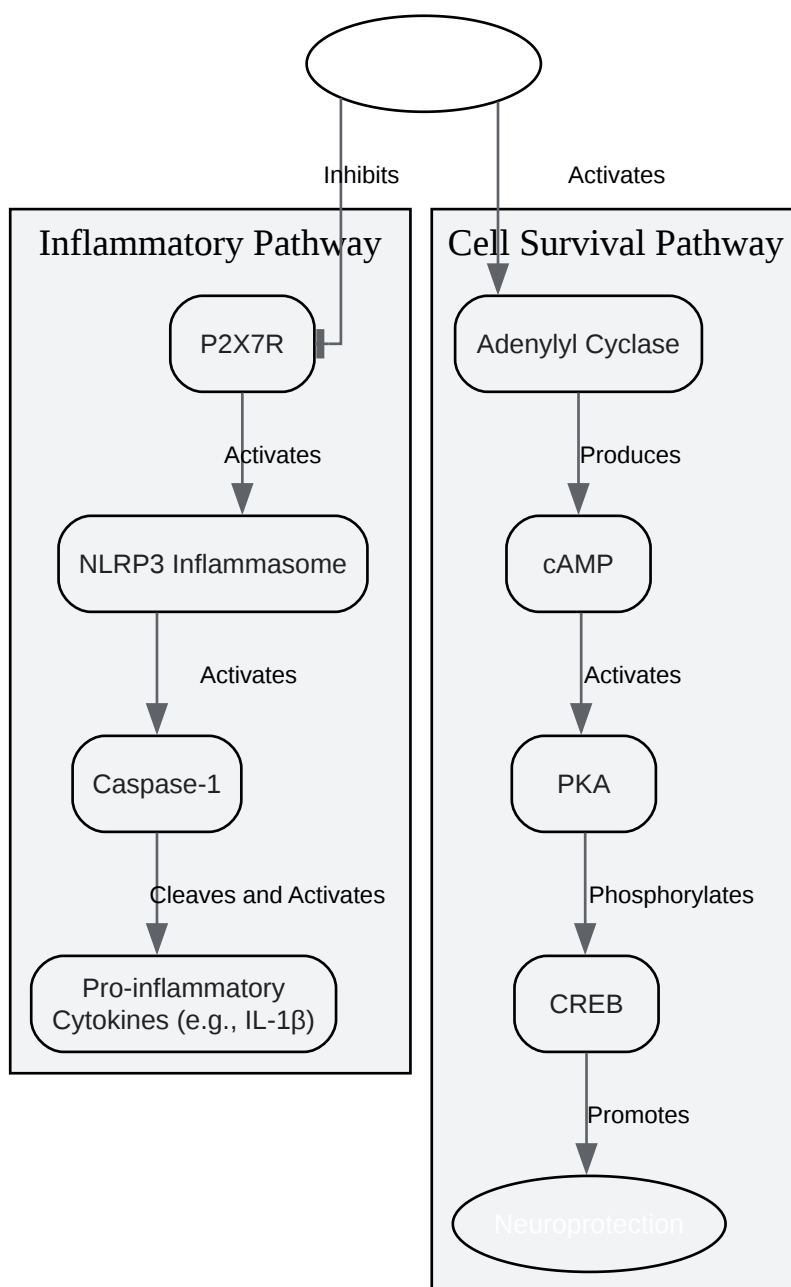 Inhibits
Activates
Inflammatory Pathway
Cell Survival Pathway
P2X7R
Adenylyl Cyclase
Activates
Produces
NLRP3 Inflammasome
cAMP
Activates
Activates
Caspase-1
PKA
Cleaves and Activates
Phosphorylates
Pro-inflammatory
Cytokines (e.g., IL-1β)
CREB
Promotes
Neuroprotection